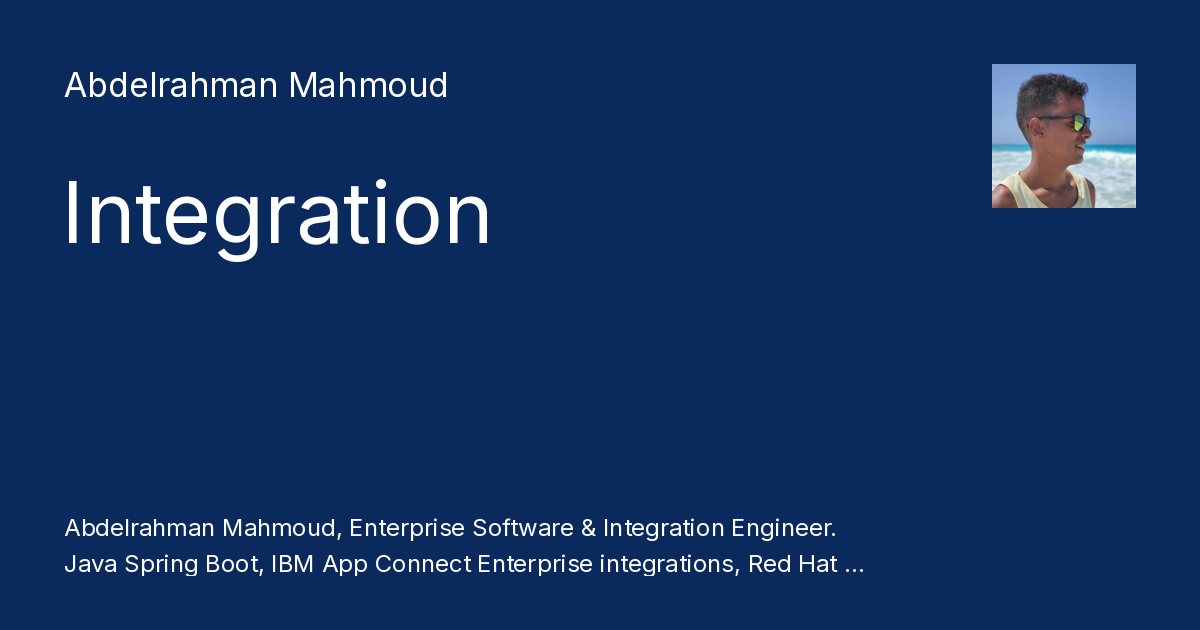 Abdelrahman Mahmoud
Integration
Abdelrahman Mahmoud, Enterprise Software & Integration Engineer.
Java Spring Boot, IBM App Connect Enterprise integrations, Red Hat ...